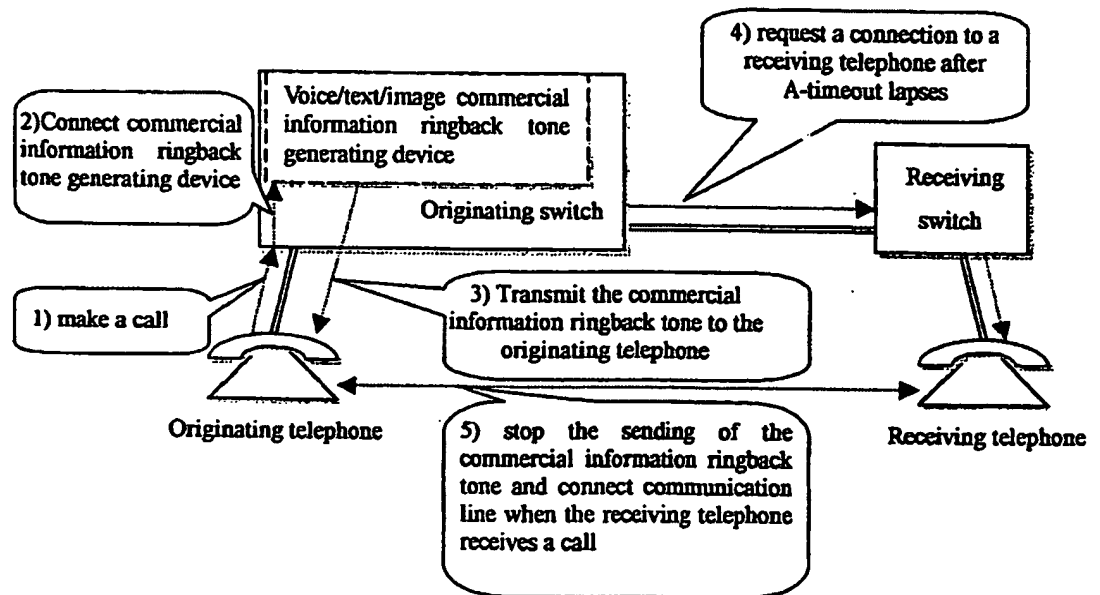 4) request a connection to a
receiving telephone after
A-timeout lapses
Voice/text/image commercial
information ringback tone
generating device
2)Connect commercial
information ringback
tone generating device
Originating switch
Receiving
switch
1) make a call
3) Transmit the commercial
information ringback tone to the
originating telephone
Originating telephone
Receiving telephone
5) stop the sending of the
commercial information ringback
tone and connect communication
line when the receiving telephone
receives a call